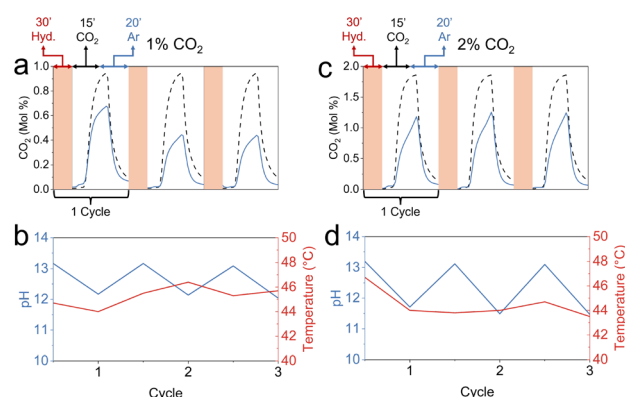 30' 15' 20'
Hyd. CO2 Ar 1% CO2
a
CO2 (Mol %)
1.0
0.8
0.6
0.4
0.2
0.0
1 Cycle
30' 15' 20'
Hyd. CO2 Ar 2% CO2
c
CO2 (Mol %)
2.0
1.5
1.0
0.5
0.0
1 Cycle
b
pH
14
13
12
11
10
50
48
46
44
42
40
Temperature (°C)
1 2 3
Cycle
d
pH
14
13
12
11
10
50
48
46
44
42
40
Temperature (°C)
1 2 3
Cycle